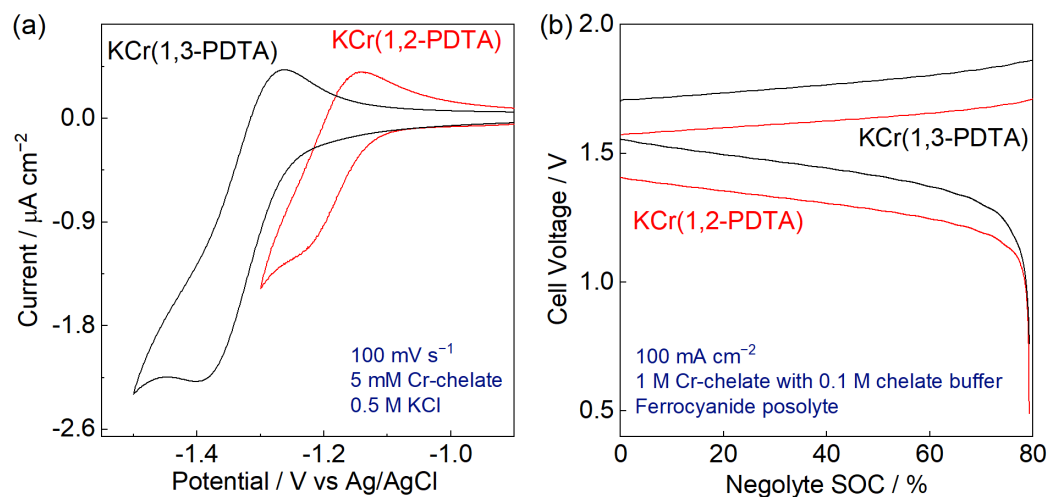 (a)
KCr(1,3-PDTA)
KCr(1,2-PDTA)
0.0
-0.9
-1.8
-2.6
Current / μA cm⁻²
100 mV s⁻¹
5 mM Cr-chelate
0.5 M KCl
-1.4
-1.2
-1.0
Potential / V vs Ag/AgCl
(b)
2.0
1.5
1.0
0.5
Cell Voltage / V
KCr(1,3-PDTA)
KCr(1,2-PDTA)
100 mA cm⁻²
1 M Cr-chelate with 0.1 M chelate buffer
Ferrocyanide posolyte
0
20
40
60
80
Negolyte SOC / %